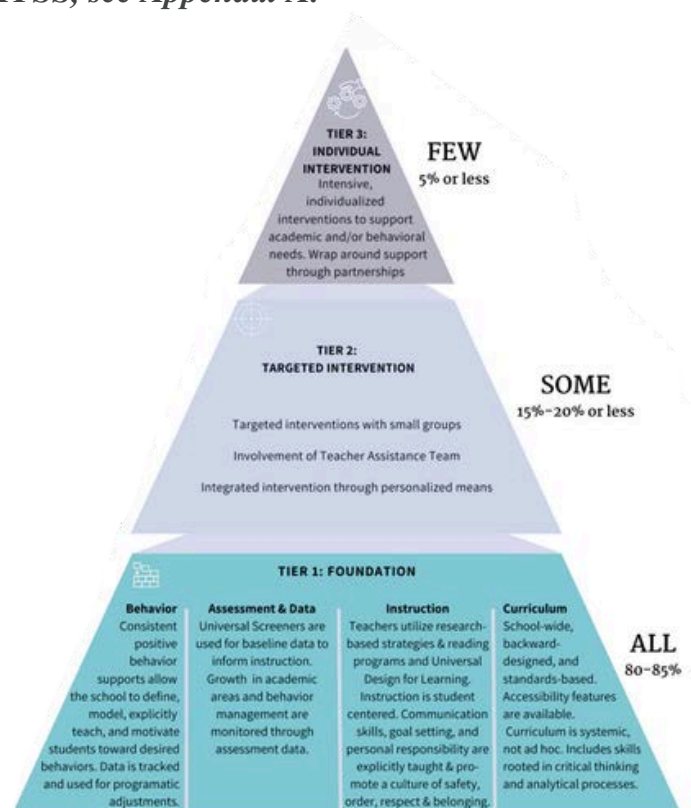 see Appendix A.
TIER 3:
INDIVIDUAL
INTERVENTION
Intensive,
individualized
interventions to support
academic and/or behavioral
needs. Wrap around support
through partnerships
FEW
5% or less
TIER 2:
TARGETED INTERVENTION
Targeted interventions with small groups
Involvement of Teacher Assistance Team
Integrated intervention through personalized means
SOME
15%-20% or less
TIER 1: FOUNDATION
Behavior
Consistent
positive
behavior
supports allow
the school to define,
model, explicitly
teach, and motivate
students toward desired
behaviors. Data is tracked
and used for programatic
adjustments.
Assessment & Data
Universal Screeners are
used for baseline data to
inform instruction.
Growth in academic
areas and behavior
management are
monitored through
assessment data.
Instruction
Teachers utilize research-
based strategies & reading
programs and Universal
Design for Learning.
Instruction is student
centered. Communication
skills, goal setting, and
personal responsibility are
explicitly taught & pro-
mote a culture of safety,
order, respect & belonging.
Curriculum
School-wide,
backward-
designed, and
standards-based.
Accessibility features
are available.
Curriculum is systemic,
not ad hoc. Includes skills
rooted in critical thinking
and analytical processes.
ALL
80-85%